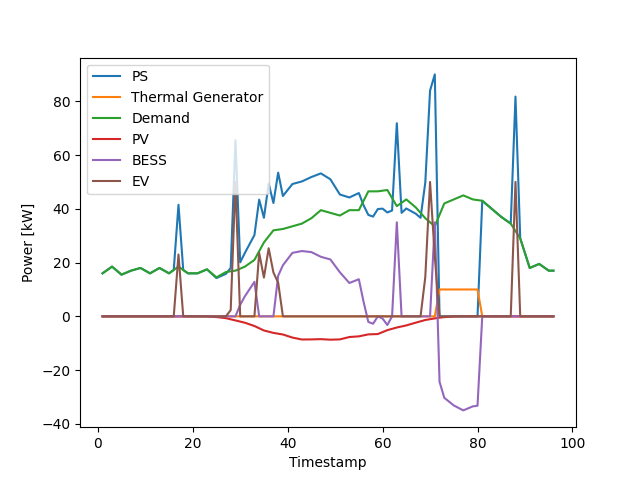 PS
Thermal Generator
Demand
PV
BESS
EV
Power [kW]
80
60
40
20
0
−20
−40
0 20 40 60 80 100
Timestamp